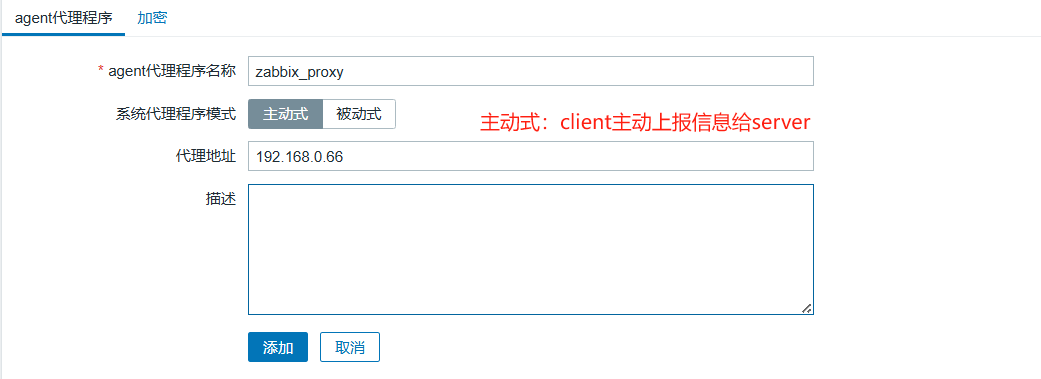 agent代理程序 加密
* agent代理程序名称 zabbix_proxy
系统代理程序模式 主动式 被动式
主动式：client主动上报信息给server
代理地址 192.168.0.66
描述
添加 取消